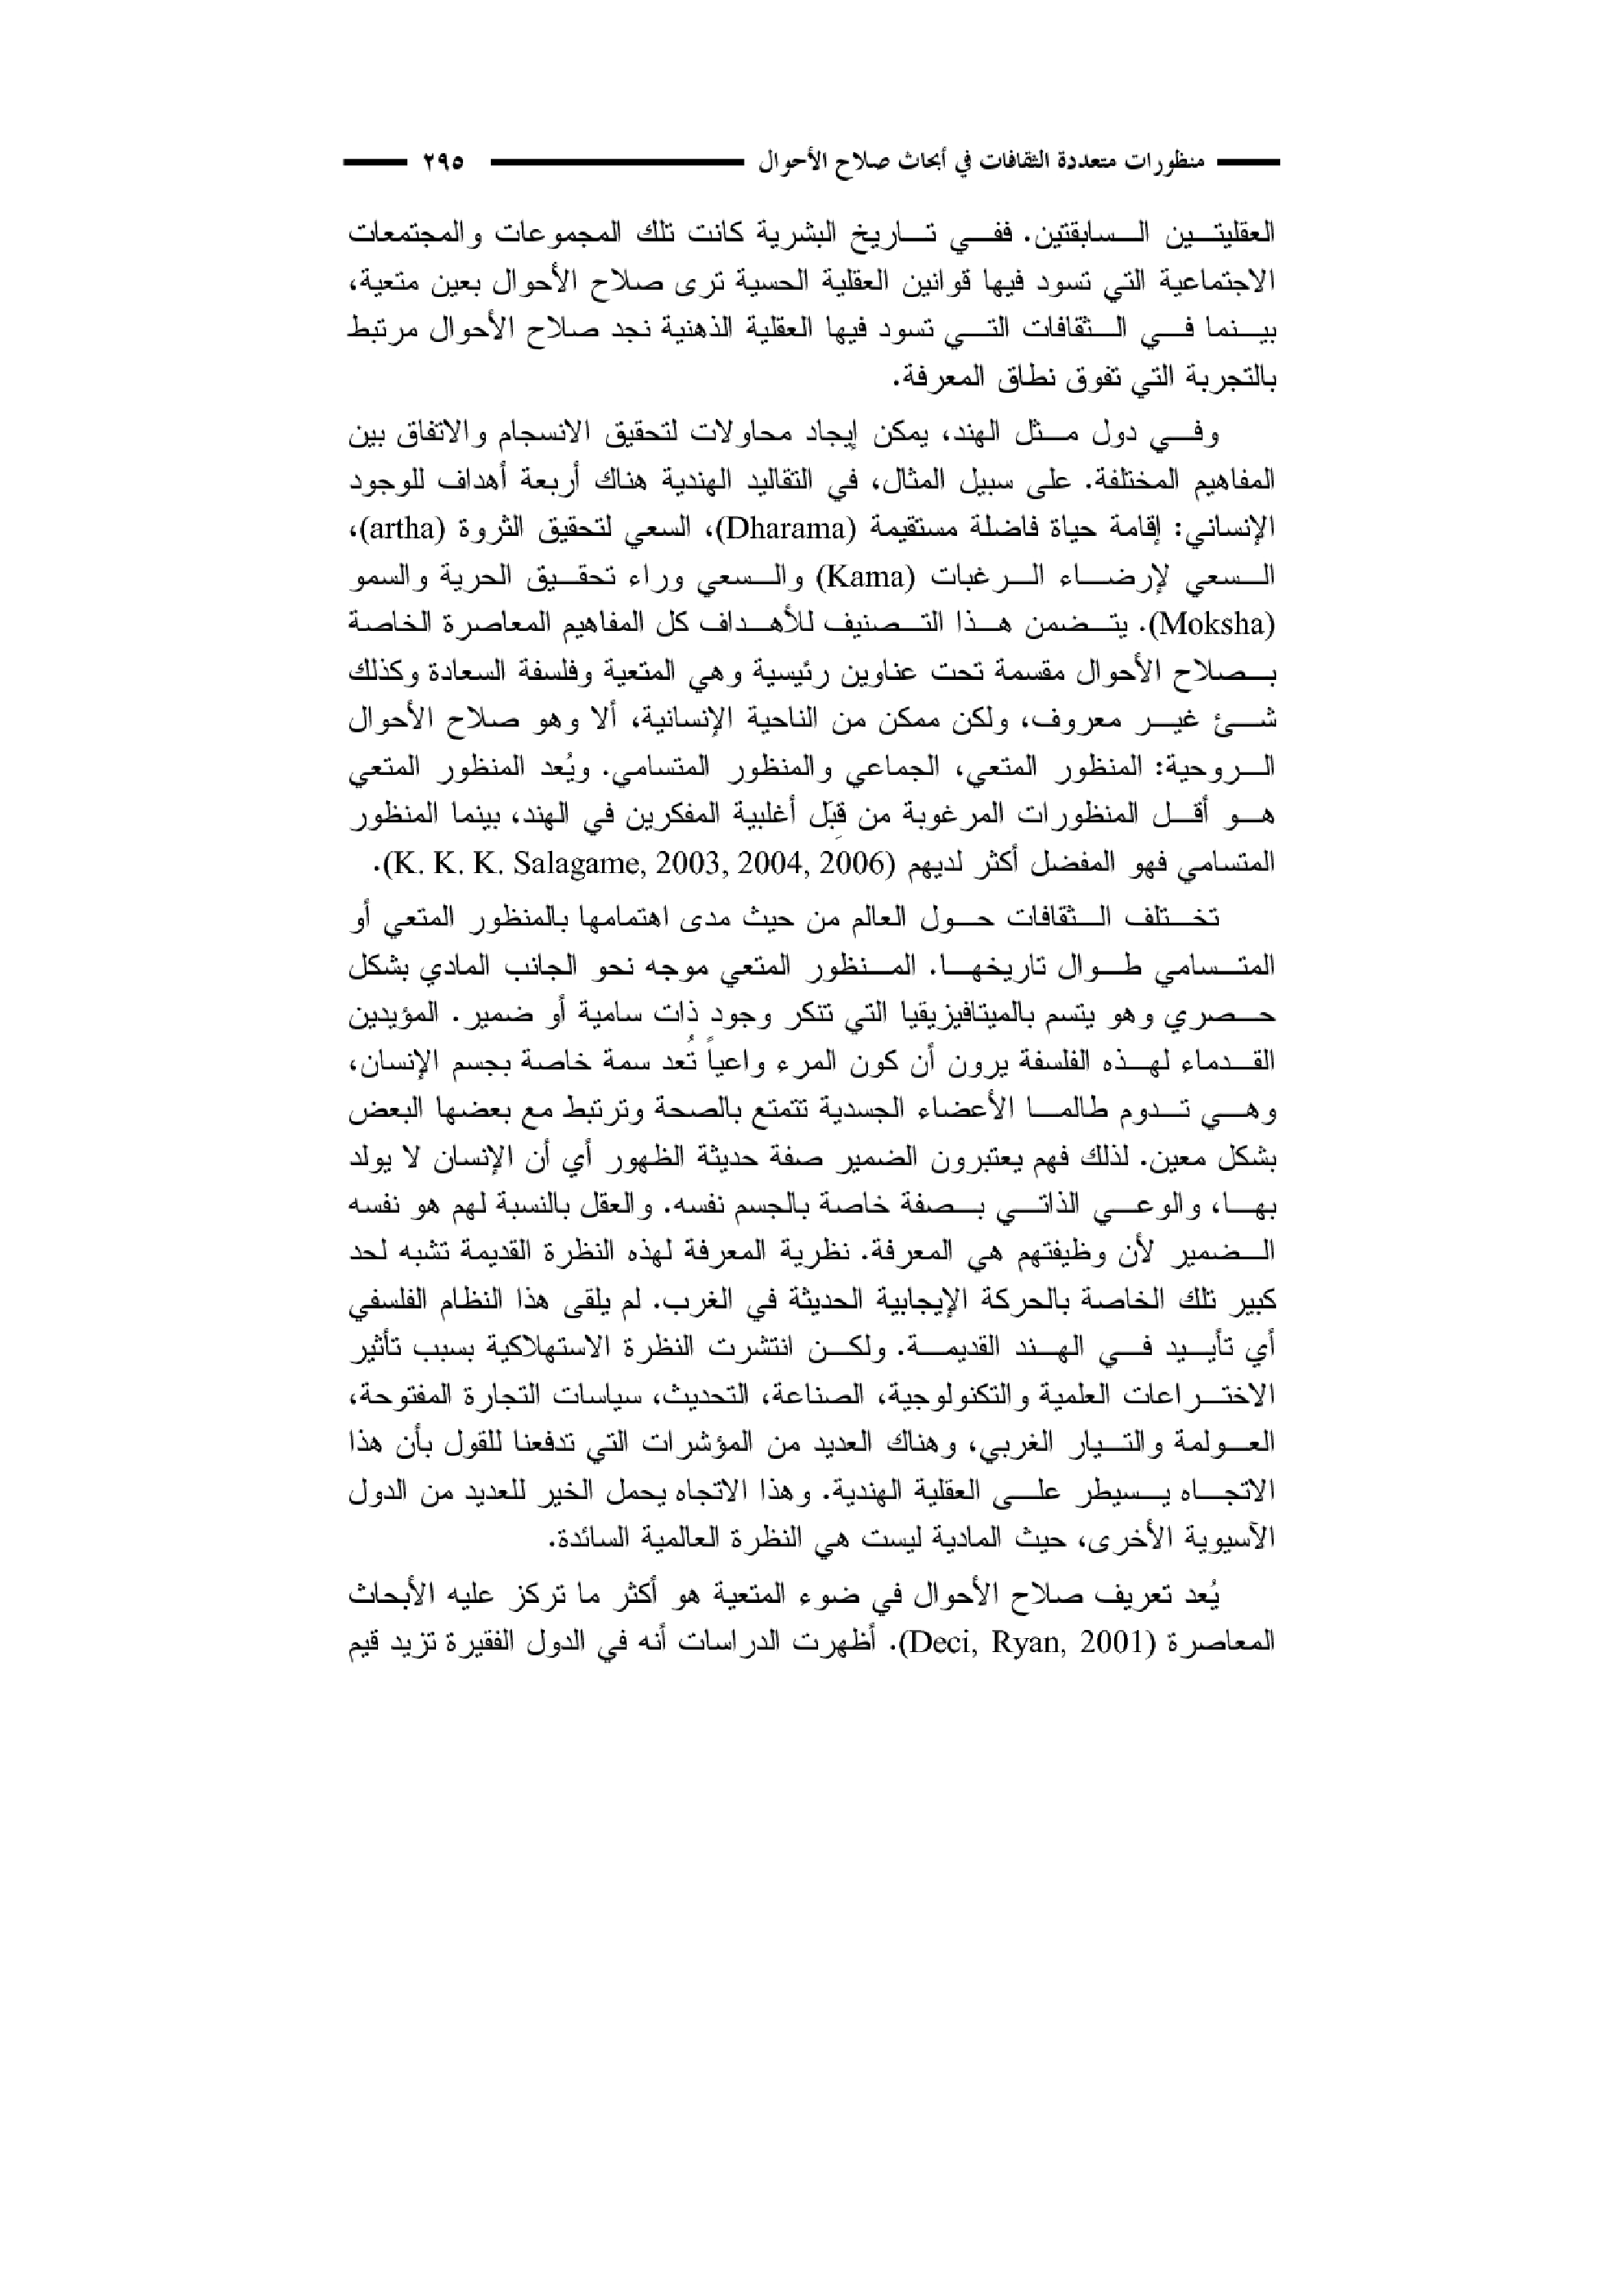 منظورات متعددة الثقافات في أبحاث صلاح الأحوال ٢٩٥
العقليتين السابقتين. ففي تاريخ البشرية كانت تلك المجموعات والمجتمعات
الاجتماعية التي تسود فيها قوانين العقلية الحسية ترى صلاح الأحوال بعين متعية،
بينما في الثقافات التي تسود فيها العقلية الذهنية نجد صلاح الأحوال مرتبط
بالتجربة التي تفوق نطاق المعرفة.
وفي دول مثل الهند، يمكن إيجاد محاولات لتحقيق الانسجام والاتفاق بين
المفاهيم المختلفة. على سبيل المثال، في التقاليد الهندية هناك أربعة أهداف للوجود
الإنساني: إقامة حياة فاضلة مستقيمة (Dharama)، السعي لتحقيق الثروة (artha)،
السعي لإرضاء الرغبات (Kama) والسعي وراء تحقيق الحرية والسمو
(Moksha). يتضمن هذا التصنيف للأهداف كل المفاهيم المعاصرة الخاصة
بصلاح الأحوال مقسمة تحت عناوين رئيسية وهي المتعية وفلسفة السعادة وكذلك
شئ غير معروف، ولكن ممكن من الناحية الإنسانية، ألا وهو صلاح الأحوال
الروحية: المنظور المتعي، الجماعي والمنظور المتسامي. ويُعد المنظور المتعي
هو أقل المنظورات المرغوبة من قِبَل أغلبية المفكرين في الهند، بينما المنظور
المتسامي فهو المفضل أكثر لديهم (K. K. K. Salagame, 2003, 2004, 2006).
تختلف الثقافات حول العالم من حيث مدى اهتمامها بالمنظور المتعي أو
المتسامي طوال تاريخها. المنظور المتعي موجه نحو الجانب المادي بشكل
حصري وهو يتسم بالميتافيزيقيا التي تنكر وجود ذات سامية أو ضمير. المؤيدين
القدماء لهذه الفلسفة يرون أن كون المرء واعياً تُعد سمة خاصة بجسم الإنسان،
وهي تدوم طالما الأعضاء الجسدية تتمتع بالصحة وترتبط مع بعضها البعض
بشكل معين. لذلك فهم يعتبرون الضمير صفة حديثة الظهور أي أن الإنسان لا يولد
بها، والوعي الذاتي بصفة خاصة بالجسم نفسه. والعقل بالنسبة لهم هو نفسه
الضمير لأن وظيفتهم هي المعرفة. نظرية المعرفة لهذه النظرة القديمة تشبه لحد
كبير تلك الخاصة بالحركة الإيجابية الحديثة في الغرب. لم يلقى هذا النظام الفلسفي
أي تأييد في الهند القديمة. ولكن انتشرت النظرة الاستهلاكية بسبب تأثير
الاختراعات العلمية والتكنولوجية، الصناعة، التحديث، سياسات التجارة المفتوحة،
العولمة والتيار الغربي، وهناك العديد من المؤشرات التي تدفعنا للقول بأن هذا
الاتجاه يسيطر على العقلية الهندية. وهذا الاتجاه يحمل الخير للعديد من الدول
الآسيوية الأخرى، حيث المادية ليست هي النظرة العالمية السائدة.
يُعد تعريف صلاح الأحوال في ضوء المتعية هو أكثر ما تركز عليه الأبحاث
المعاصرة (Deci, Ryan, 2001). أظهرت الدراسات أنه في الدول الفقيرة تزيد قيم